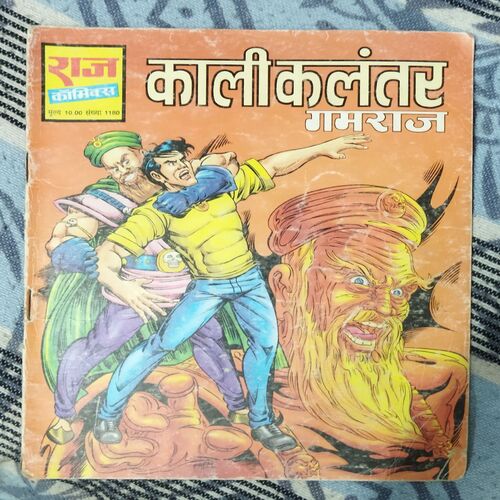 राज
कॉमिक्स
मूल्य 10.00 संख्या 1180
कालीकलंतर
गमराज